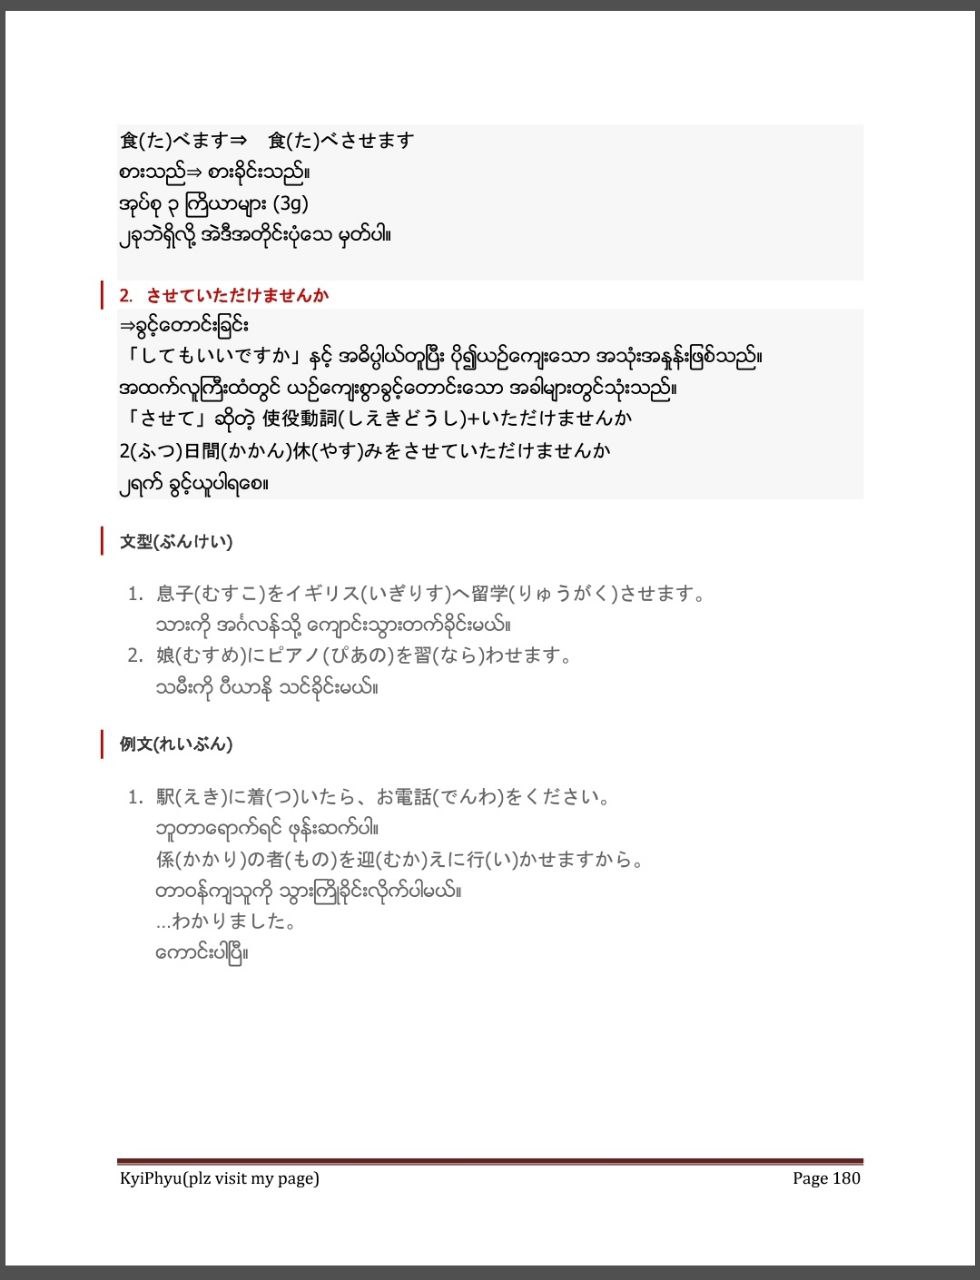 食(た)べます⇒　食(た)べさせます
စားသည်⇒ စားခိုင်းသည်။
အုပ်စု ၃ ကြိယာများ (3g)
၂ခုဘဲရှိလို့ အဲဒီအတိုင်းပုံသေ မှတ်ပါ။
2. させていただけませんか
⇒ခွင့်တောင်းခြင်း
「してもいいですか」နှင့် အဓိပ္ပါယ်တူပြီး ပို၍ယဉ်ကျေးသော အသုံးအနှုန်းဖြစ်သည်။
အထက်လူကြီးထံတွင် ယဉ်ကျေးစွာခွင့်တောင်းသော အခါများတွင်သုံးသည်။
「させて」ဆိုတဲ့ 使役動詞(しえきどうし)+いただけませんか
2(ふつ)日間(かかん)休(やす)みをさせていただけませんか
၂ရက် ခွင့်ယူပါရစေ။
文型(ぶんけい)
1. 息子(むすこ)をイギリス(いぎりす)へ留学(りゅうがく)させます。
သားကို အင်္ဂလန်သို့ ကျောင်းသွားတက်ခိုင်းမယ်။
2. 娘(むすめ)にピアノ(ぴあの)を習(なら)わせます。
သမီးကို ပီယာနို သင်ခိုင်းမယ်။
例文(れいぶん)
1. 駅(えき)に着(つ)いたら、お電話(でんわ)をください。
ဘူတာရောက်ရင် ဖုန်းဆက်ပါ။
係(かかり)の者(もの)を迎(むか)えに行(い)かせますから。
တာဝန်ကျသူကို သွားကြိုခိုင်းလိုက်ပါမယ်။
...わかりました。
ကောင်းပါပြီ။
KyiPhyu(plz visit my page)
Page 180